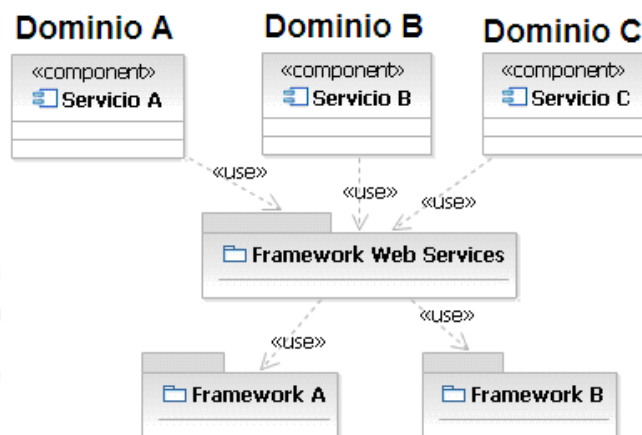 Dominio A
Dominio B
Dominio C
«component»
«component»
«component»
Servicio A
Servicio B
Servicio C
«use»
«use»
«use»
Framework Web Services
«use»
«use»
Framework A
Framework B